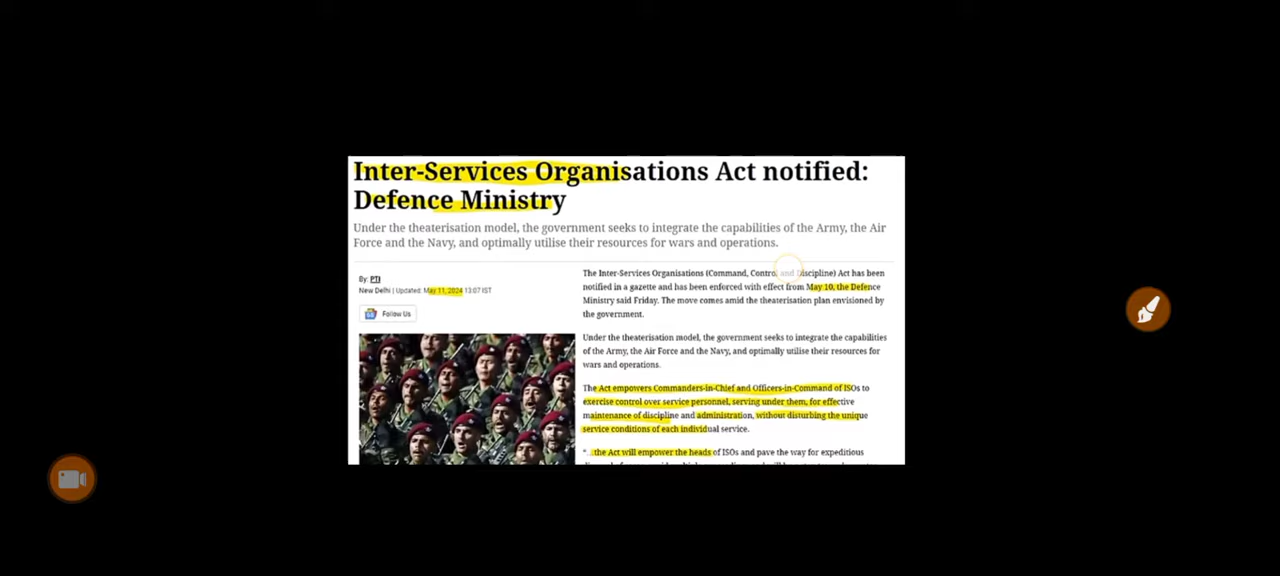 Inter-Services Organisations Act notified:
Defence Ministry
Under the theaterisation model, the government seeks to integrate the capabilities of the Army, the Air
Force and the Navy, and optimally utilise their resources for wars and operations.
By: PTI
New Delhi | Updated: May 11, 2024 13:07 IST
Follow Us
The Inter-Services Organisations (Command, Control and Discipline) Act has been
notified in a gazette and has been enforced with effect from May 10, the Defence
Ministry said Friday. The move comes amid the theaterisation plan envisioned by
the government.
Under the theaterisation model, the government seeks to integrate the capabilities
of the Army, the Air Force and the Navy, and optimally utilise their resources for
wars and operations.
The Act empowers Commanders-in-Chief and Officers-in-Command of ISOs to
exercise control over service personnel, serving under them, for effective
maintenance of discipline and administration, without disturbing the unique
service conditions of each individual service.
"...the Act will empower the heads of ISOs and pave the way for expeditious